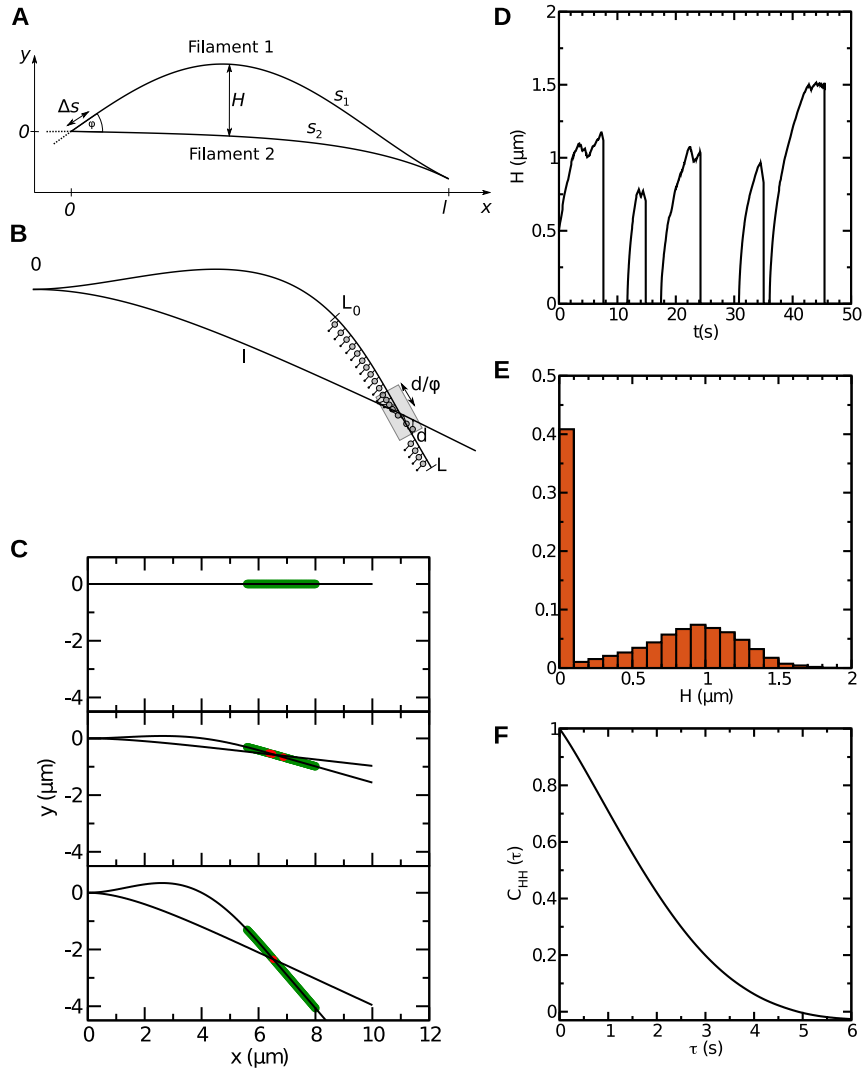 A
y
Filament 1
Δs
φ
H
s1
s2
0
Filament 2
0
l
x
B
0
L0
l
d/φ
d
L
C
0
-2
-4
0
-2
-4
0
-2
-4
y (μm)
0 2 4 6 8 10 12
x (μm)
D
2
1.5
1
0.5
0
H (μm)
0 10 20 30 40 50
t(s)
E
0.5
0.4
0.3
0.2
0.1
0
0 0.5 1 1.5 2
H (μm)
F
1
0.8
0.6
0.4
0.2
0
CHH (τ)
0 1 2 3 4 5 6
τ (s)